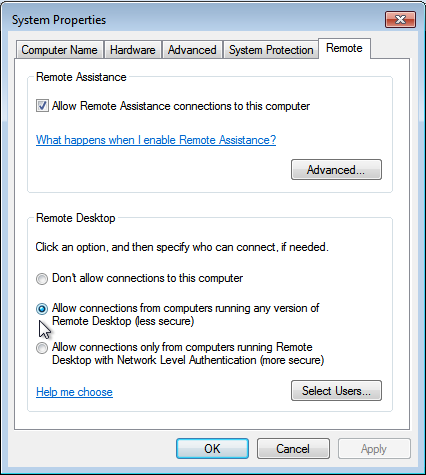 System Properties
Computer Name Hardware Advanced System Protection Remote
Remote Assistance
Allow Remote Assistance connections to this computer
What happens when I enable Remote Assistance?
Advanced...
Remote Desktop
Click an option, and then specify who can connect, if needed.
Don't allow connections to this computer
Allow connections from computers running any version of
Remote Desktop (less secure)
Allow connections only from computers running Remote
Desktop with Network Level Authentication (more secure)
Help me choose
Select Users...
OK Cancel Apply